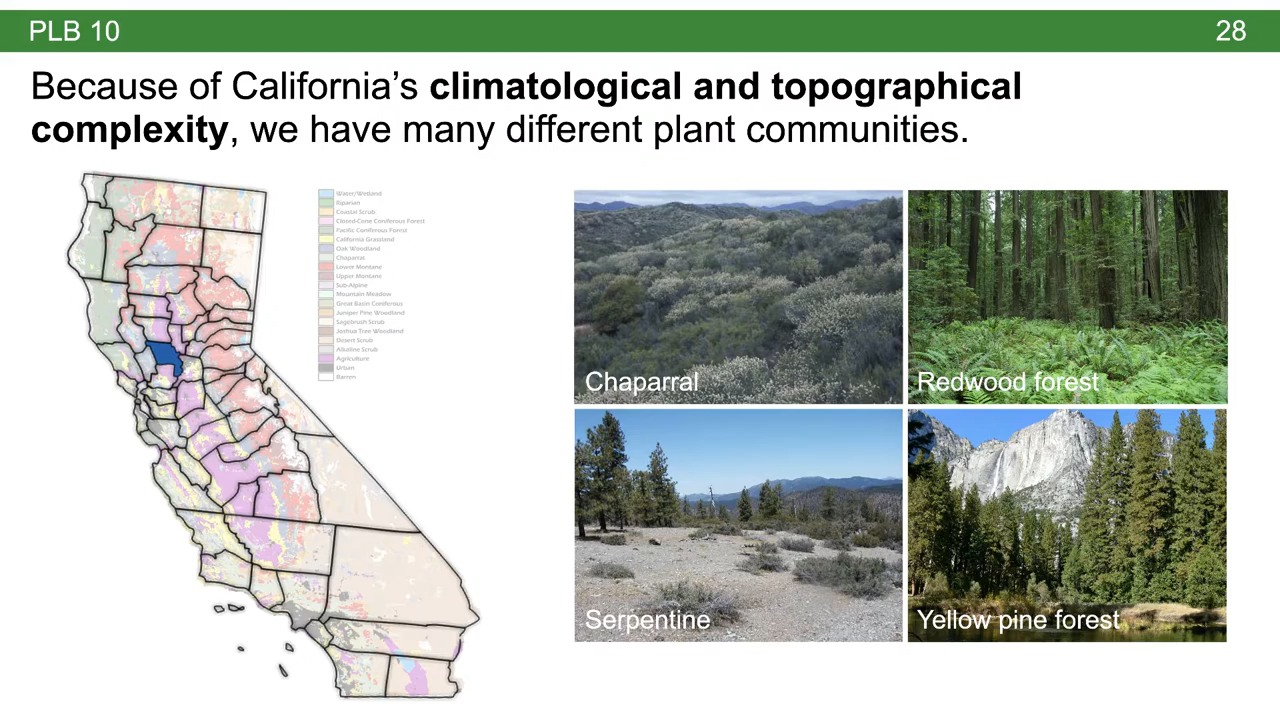 PLB 10
28
Because of California’s climatological and topographical
complexity, we have many different plant communities.
Water/Wetland
Riparian
Coastal Scrub
Closed-Cone Coniferous Forest
Pacific Coniferous Forest
California Grassland
Oak Woodland
Chaparral
Lower Montane
Upper Montane
Sub-Alpine
Mountain Meadow
Great Basin Coniferous
Juniper Pine Woodland
Sagebrush Scrub
Joshua Tree Woodland
Desert Scrub
Alkaline Scrub
Agriculture
Urban
Barren
Chaparral
Redwood forest
Serpentine
Yellow pine forest